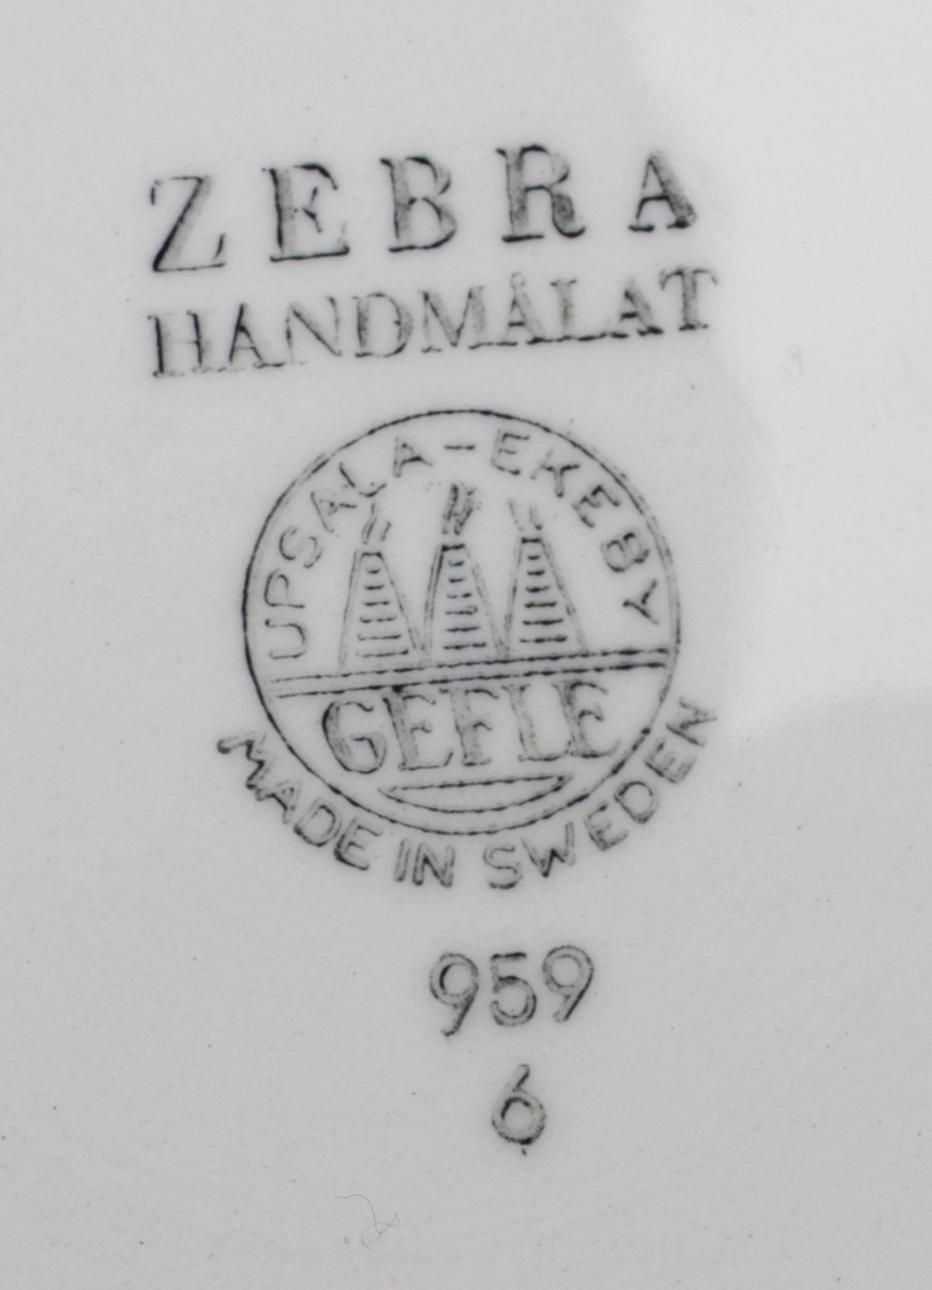 ZEBRA
HANDMÅLAT
UPSALA-EKEBY
GEFLE
MADE IN SWEDEN
959
6